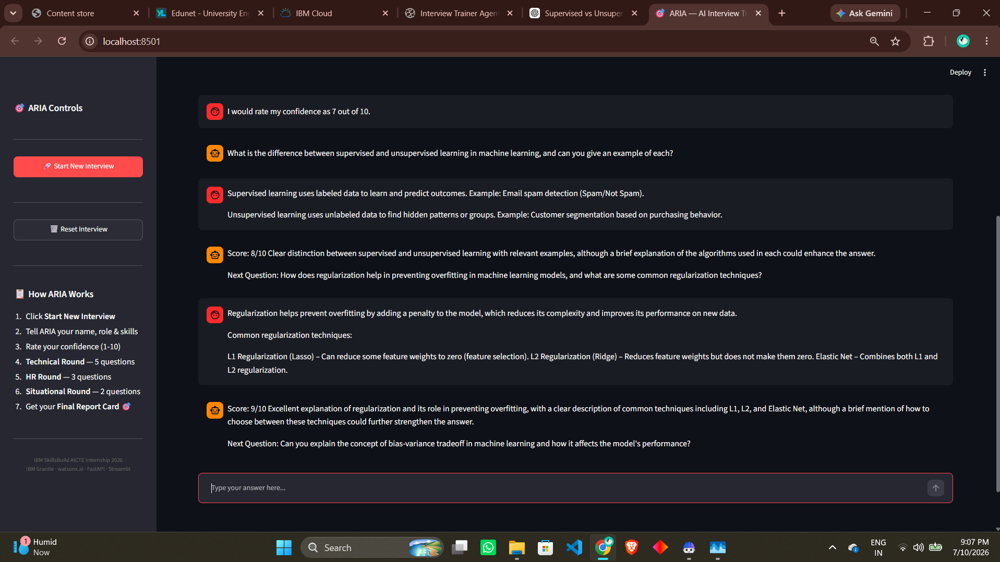 Content store
Edunet - University Eng
IBM Cloud
Interview Trainer Agen
Supervised vs Unsuper
ARIA — AI Interview Tr
Ask Gemini
localhost:8501
Deploy
ARIA Controls
Start New Interview
Reset Interview
How ARIA Works
1. Click Start New Interview
2. Tell ARIA your name, role & skills
3. Rate your confidence (1-10)
4. Technical Round — 5 questions
5. HR Round — 3 questions
6. Situational Round — 2 questions
7. Get your Final Report Card
IBM SkillsBuild AICTE Internship 2026
IBM Granite · watsonx.ai · FastAPI · Streamlit
I would rate my confidence as 7 out of 10.
What is the difference between supervised and unsupervised learning in machine learning, and can you give an example of each?
Supervised learning uses labeled data to learn and predict outcomes. Example: Email spam detection (Spam/Not Spam).
Unsupervised learning uses unlabeled data to find hidden patterns or groups. Example: Customer segmentation based on purchasing behavior.
Score: 8/10 Clear distinction between supervised and unsupervised learning with relevant examples, although a brief explanation of the algorithms used in each could enhance the answer.
Next Question: How does regularization help in preventing overfitting in machine learning models, and what are some common regularization techniques?
Regularization helps prevent overfitting by adding a penalty to the model, which reduces its complexity and improves its performance on new data.
Common regularization techniques:
L1 Regularization (Lasso) – Can reduce some feature weights to zero (feature selection). L2 Regularization (Ridge) – Reduces feature weights but does not make them zero. Elastic Net – Combines both L1 and
L2 regularization.
Score: 9/10 Excellent explanation of regularization and its role in preventing overfitting, with a clear description of common techniques including L1, L2, and Elastic Net, although a brief mention of how to
choose between these techniques could further strengthen the answer.
Next Question: Can you explain the concept of bias-variance tradeoff in machine learning and how it affects the model's performance?
Type your answer here...
1
Humid
Now
Search
ENG
IN
9:07 PM
7/10/2026